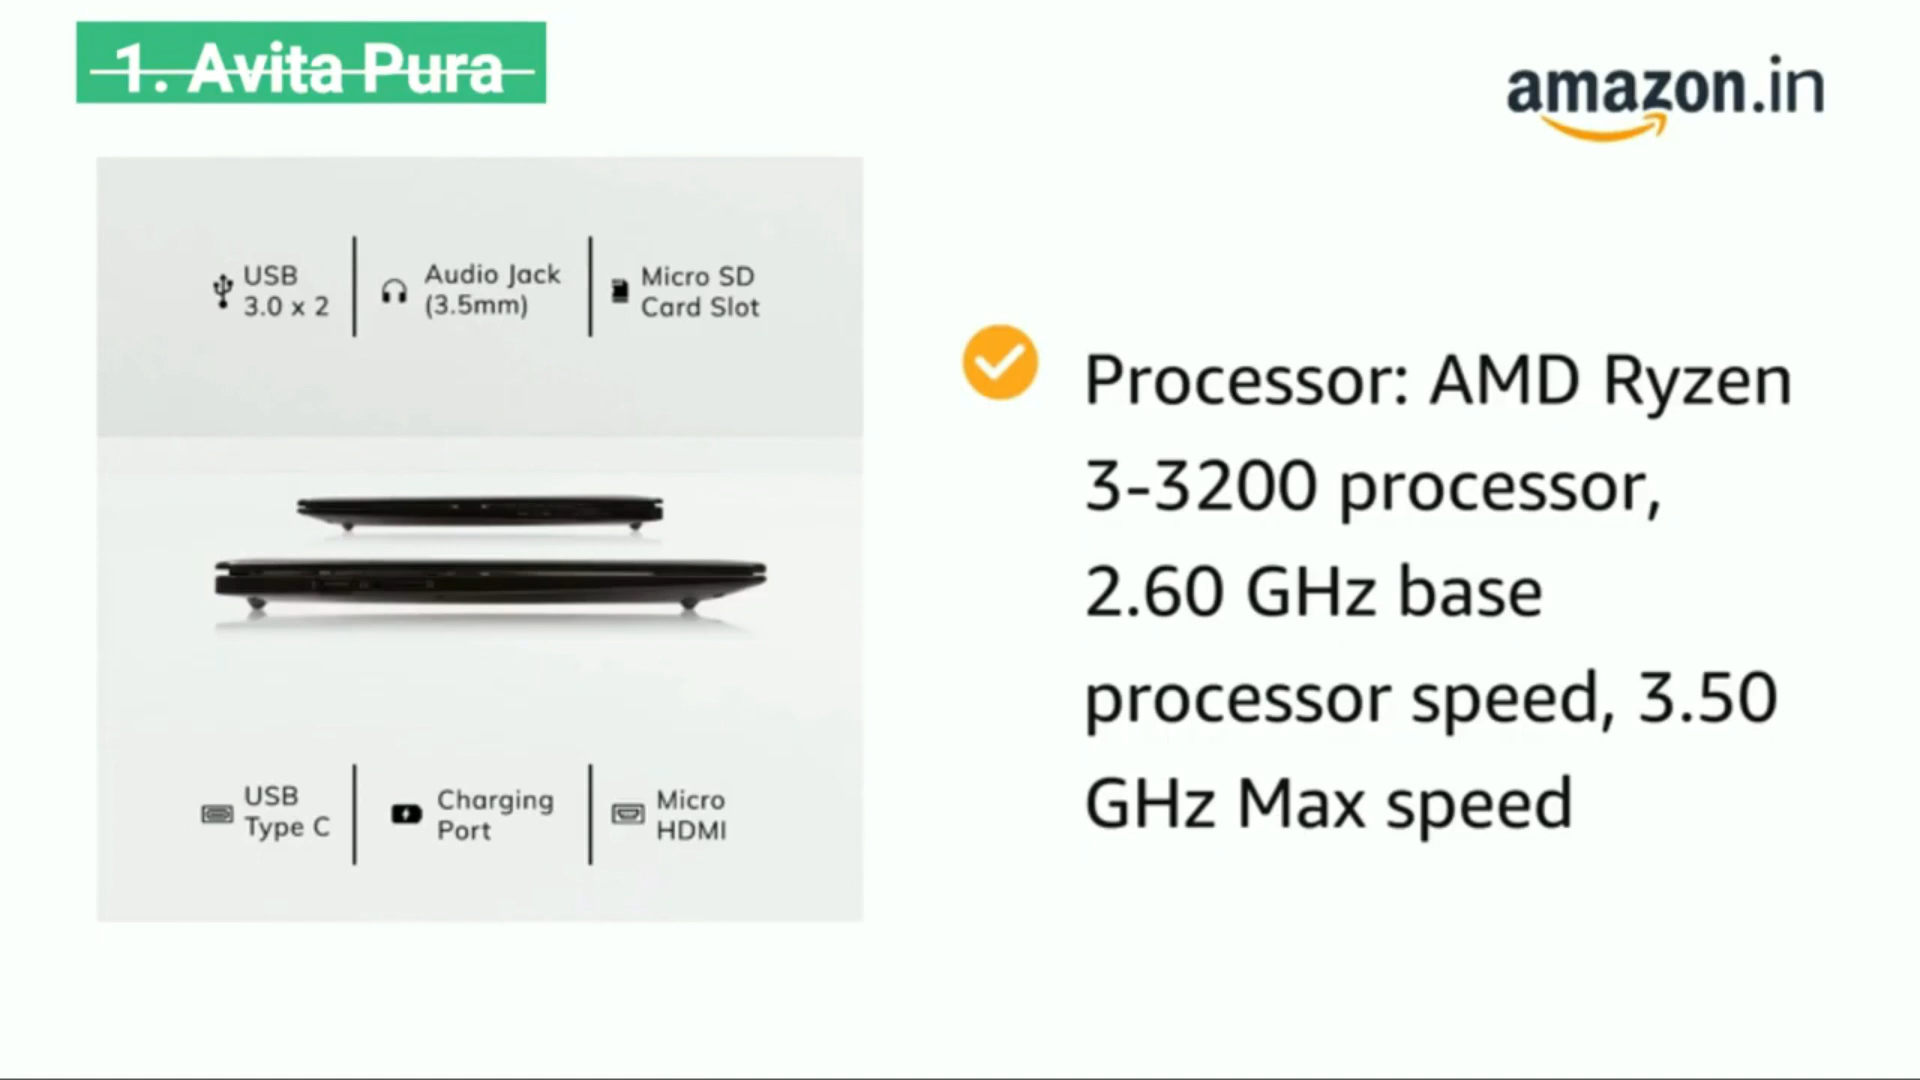 1. Avita Pura
amazon.in
USB
3.0 x 2
Audio Jack
(3.5mm)
Micro SD
Card Slot
USB
Type C
Charging
Port
Micro
HDMI
Processor: AMD Ryzen
3-3200 processor,
2.60 GHz base
processor speed, 3.50
GHz Max speed